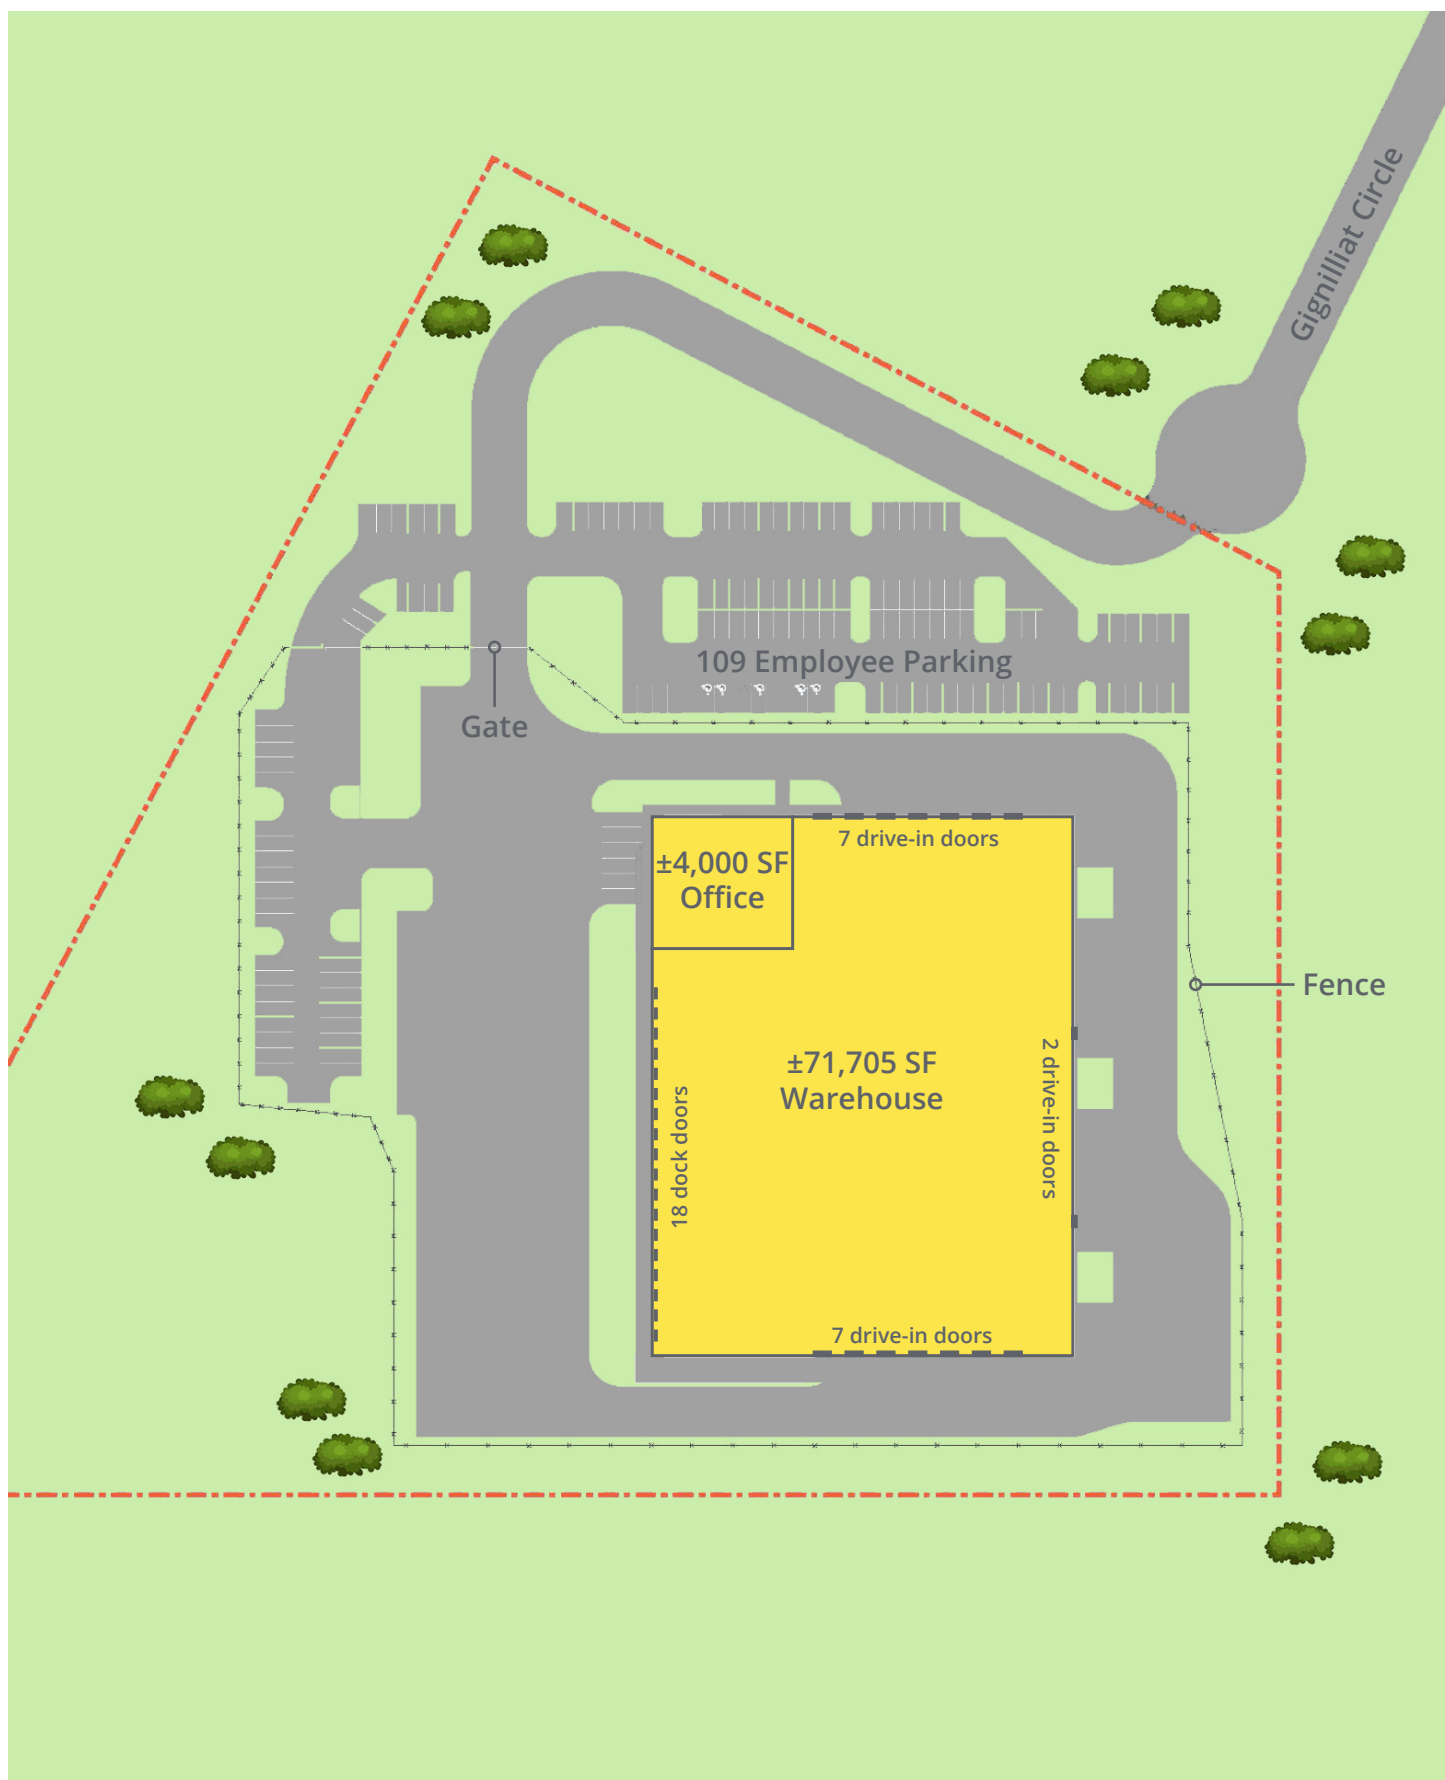 Gignilliat Circle
109 Employee Parking
Gate
7 drive-in doors
±4,000 SF
Office
Fence
±71,705 SF
Warehouse
2 drive-in doors
18 dock doors
7 drive-in doors